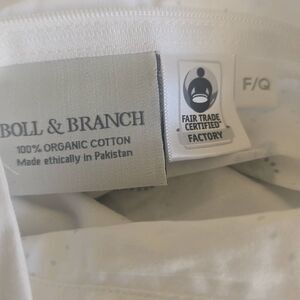 BOLL & BRANCH
100% ORGANIC COTTON
Made ethically in Pakistan
FAIR TRADE
CERTIFIED
FACTORY
F/Q